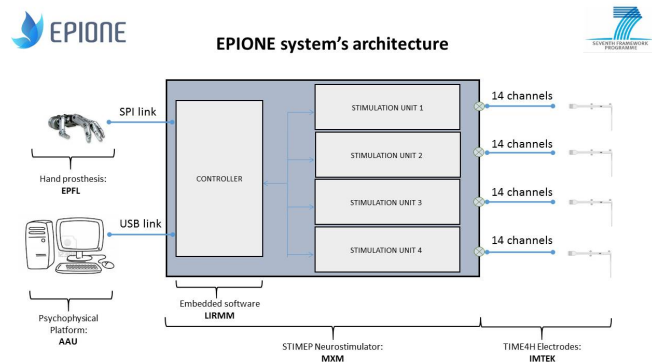 EPIONE
EPIONE system's architecture
7
SEVENTH FRAMEWORK
PROGRAMME
SPI link
Hand prosthesis:
EPFL
USB link
Psychophysical
Platform:
AAU
CONTROLLER
STIMULATION UNIT 1
STIMULATION UNIT 2
STIMULATION UNIT 3
STIMULATION UNIT 4
14 channels
14 channels
14 channels
14 channels
Embedded software
LIRMM
STIMEP Neurostimulator:
MXM
TIME4H Electrodes:
IMTEK